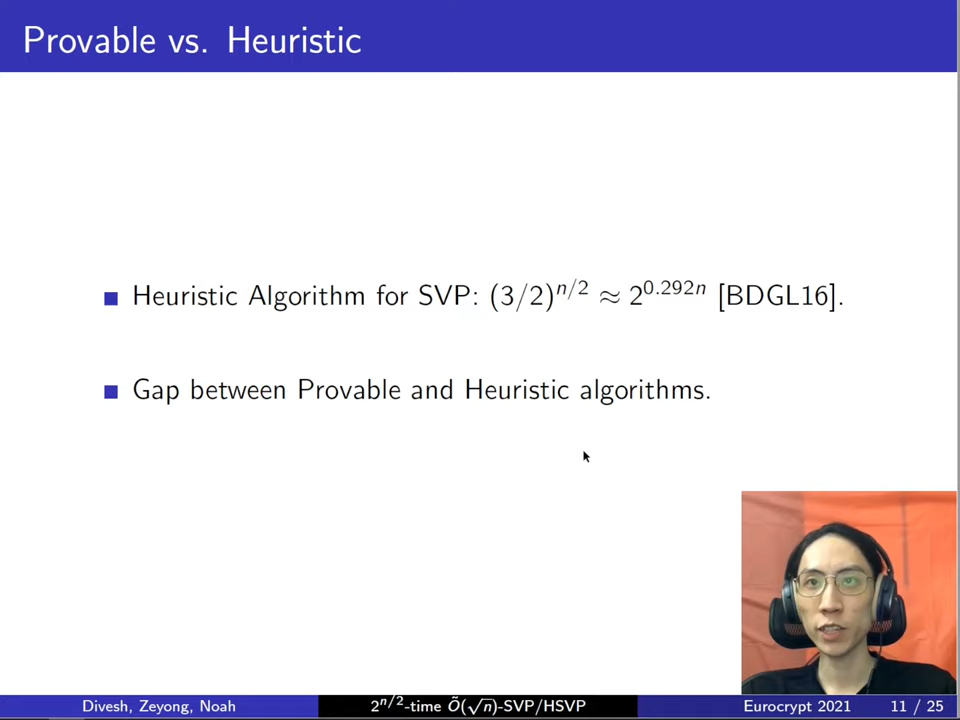 Provable vs. Heuristic
Heuristic Algorithm for SVP: (3/2)^{n/2} ≈ 2^{0.292n} [BDGL16].
Gap between Provable and Heuristic algorithms.
Divesh, Zeyong, Noah
2^{n/2}-time Õ(√n)-SVP/HSVP
Eurocrypt 2021
11 / 25